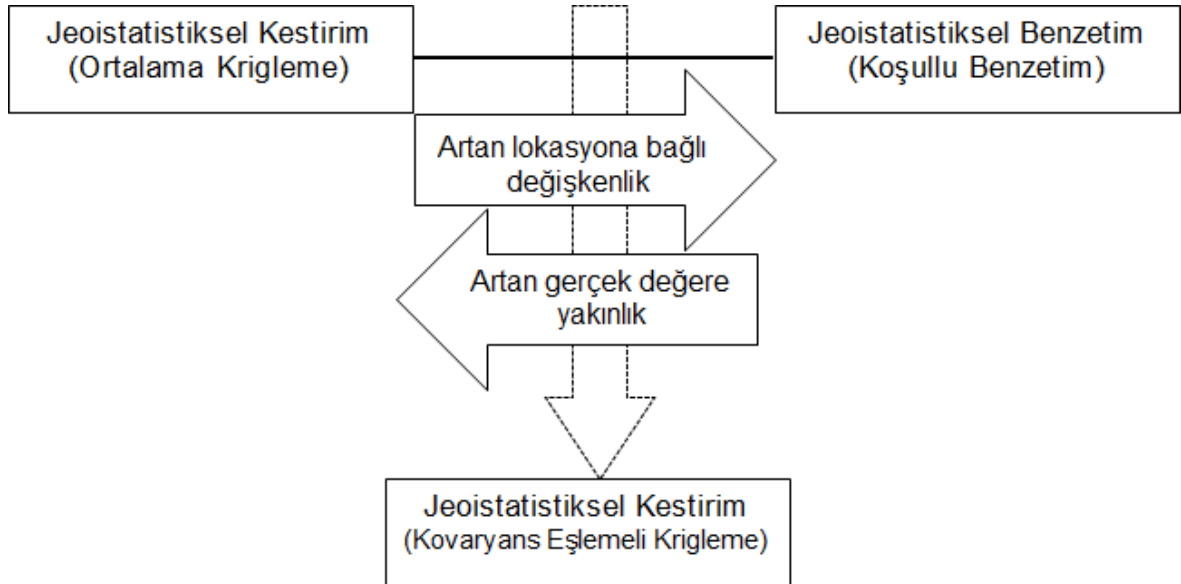 Jeoistatistiksel Kestirim
(Ortalama Krigleme)
Jeoistatistiksel Benzetim
(Koşullu Benzetim)
Artan lokasyona bağlı
değişkenlik
Artan gerçek değere
yakınlık
Jeoistatistiksel Kestirim
(Kovaryans Eşlemeli Krigleme)